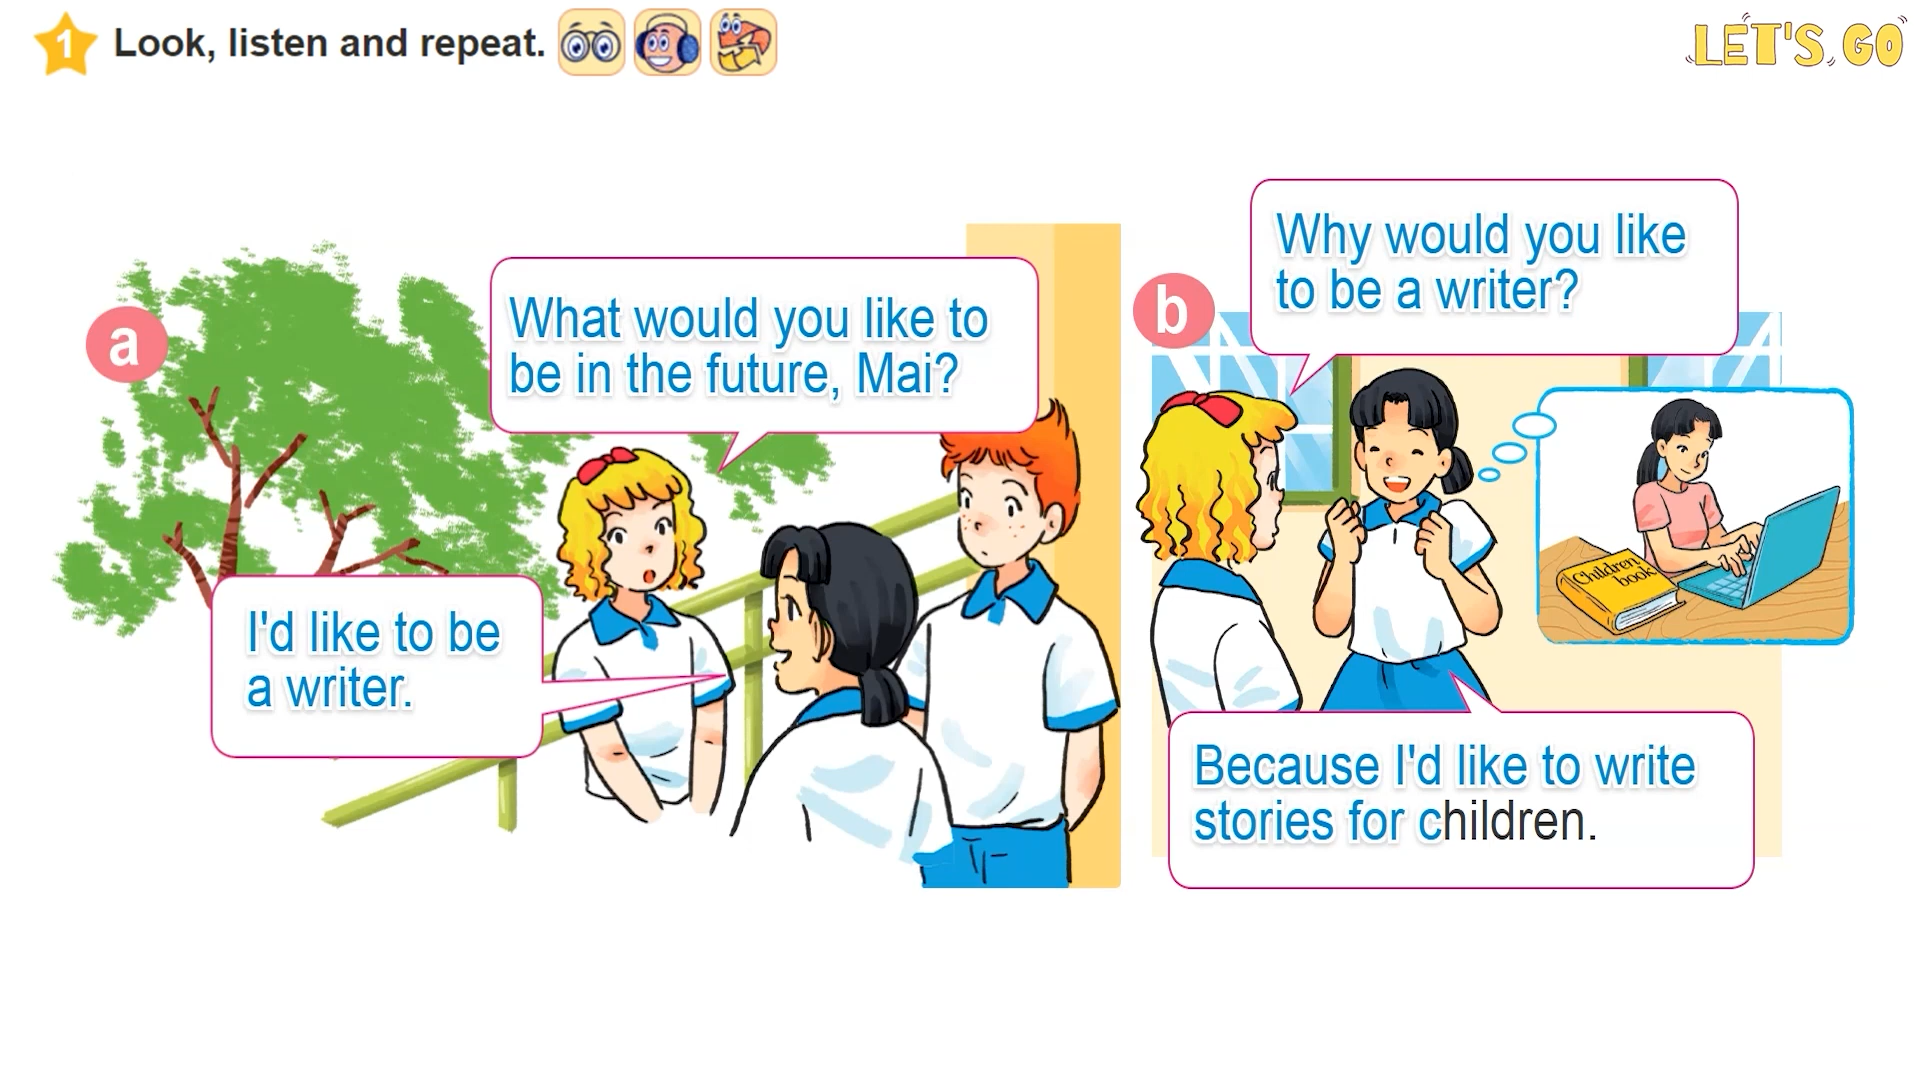 1 Look, listen and repeat.
LET'S GO
a
What would you like to
be in the future, Mai?
I'd like to be
a writer.
b
Why would you like
to be a writer?
Children
book
Because I'd like to write
stories for children.